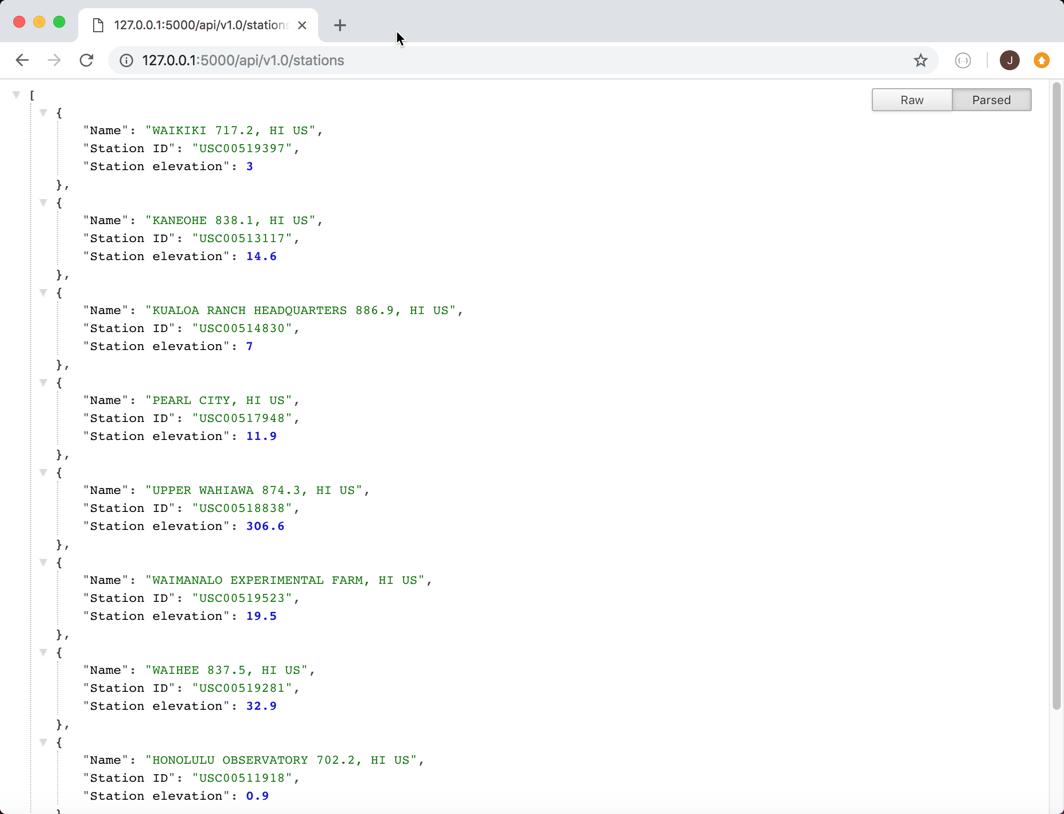 127.0.0.1:5000/api/v1.0/station
127.0.0.1:5000/api/v1.0/stations
J
Raw Parsed
[
{
"Name": "WAIKIKI 717.2, HI US",
"Station ID": "USC00519397",
"Station elevation": 3
},
{
"Name": "KANEOHE 838.1, HI US",
"Station ID": "USC00513117",
"Station elevation": 14.6
},
{
"Name": "KUALOA RANCH HEADQUARTERS 886.9, HI US",
"Station ID": "USC00514830",
"Station elevation": 7
},
{
"Name": "PEARL CITY, HI US",
"Station ID": "USC00517948",
"Station elevation": 11.9
},
{
"Name": "UPPER WAHIAWA 874.3, HI US",
"Station ID": "USC00518838",
"Station elevation": 306.6
},
{
"Name": "WAIMANALO EXPERIMENTAL FARM, HI US",
"Station ID": "USC00519523",
"Station elevation": 19.5
},
{
"Name": "WAIHEE 837.5, HI US",
"Station ID": "USC00519281",
"Station elevation": 32.9
},
{
"Name": "HONOLULU OBSERVATORY 702.2, HI US",
"Station ID": "USC00511918",
"Station elevation": 0.9